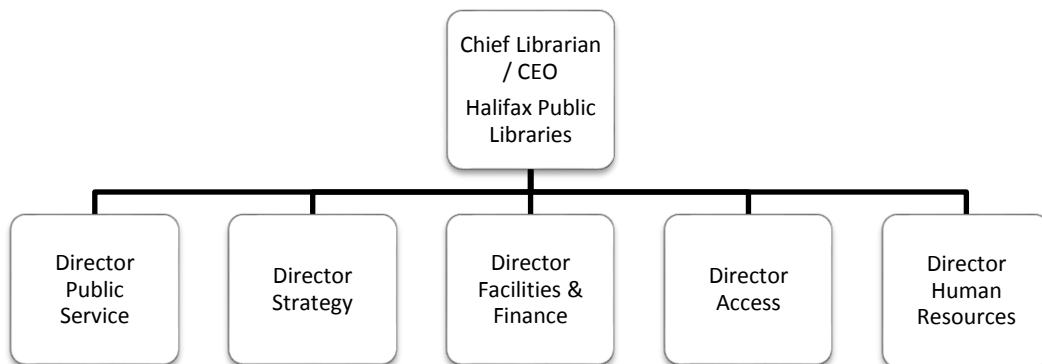 Chief Librarian
/ CEO
Halifax Public
Libraries
Director
Public
Service
Director
Strategy
Director
Facilities &
Finance
Director
Access
Director
Human
Resources